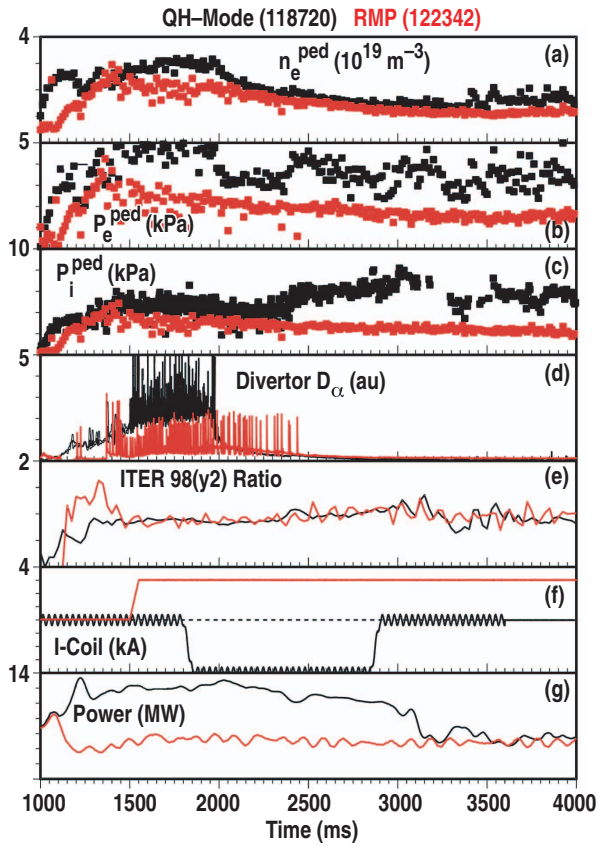 QH–Mode (118720) RMP (122342)
4
n_e^ped (10^19 m^–3)
(a)
5
P_e^ped (kPa)
(b)
10
P_i^ped (kPa)
(c)
5
Divertor D_α (au)
(d)
2
ITER 98(y2) Ratio
(e)
4
I-Coil (kA)
(f)
14
Power (MW)
(g)
1000 1500 2000 2500 3000 3500 4000
Time (ms)